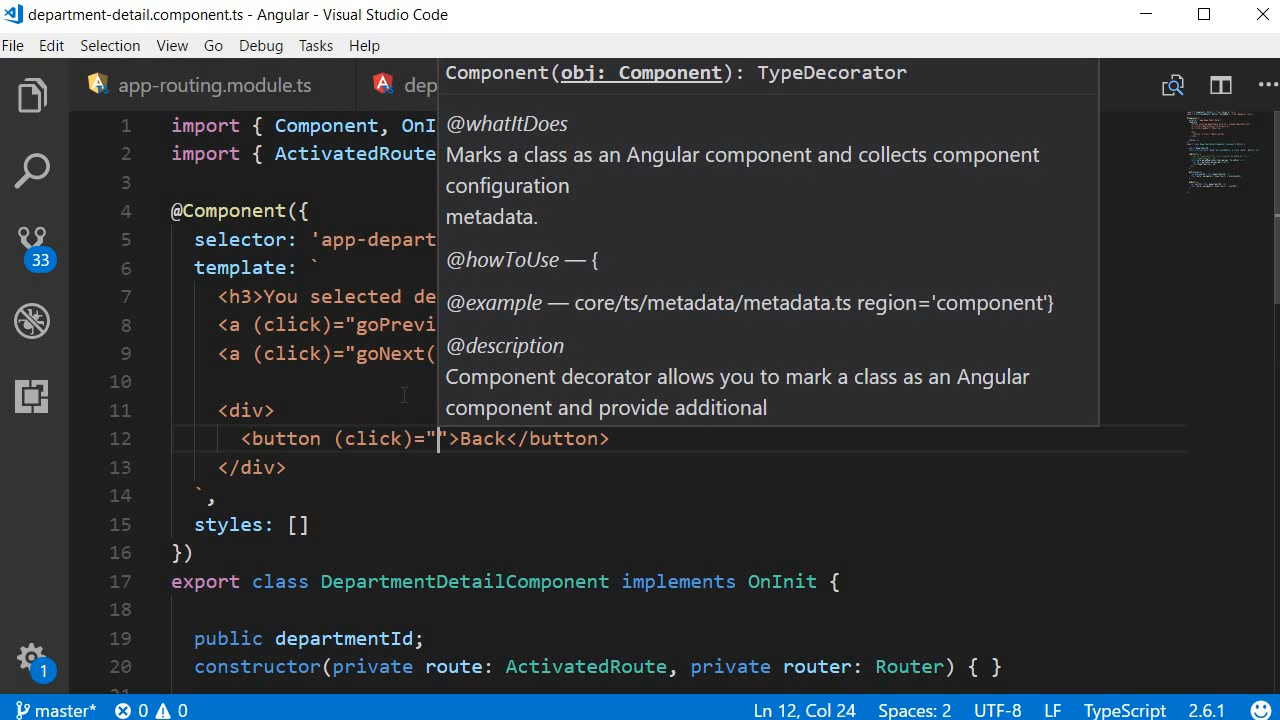 department-detail.component.ts - Angular - Visual Studio Code
File Edit Selection View Go Debug Tasks Help
app-routing.module.ts dep
Component(obj: Component): TypeDecorator
@whatItDoes
Marks a class as an Angular component and collects component
configuration
metadata.
@howToUse — {
@example — core/ts/metadata/metadata.ts region='component'}
@description
Component decorator allows you to mark a class as an Angular
component and provide additional
1 import { Component, OnI
2 import { ActivatedRoute
3
4 @Component({
5 selector: 'app-depart
6 template: `
7 <h3>You selected de
8 <a (click)="goPrevi
9 <a (click)="goNext(
10
11 <div>
12 <button (click)="">Back</button>
13 </div>
14 `,
15 styles: []
16 })
17 export class DepartmentDetailComponent implements OnInit {
18
19 public departmentId;
20 constructor(private route: ActivatedRoute, private router: Router) { }
33
1
master* 0 0 Ln 12, Col 24 Spaces: 2 UTF-8 LF TypeScript 2.6.1